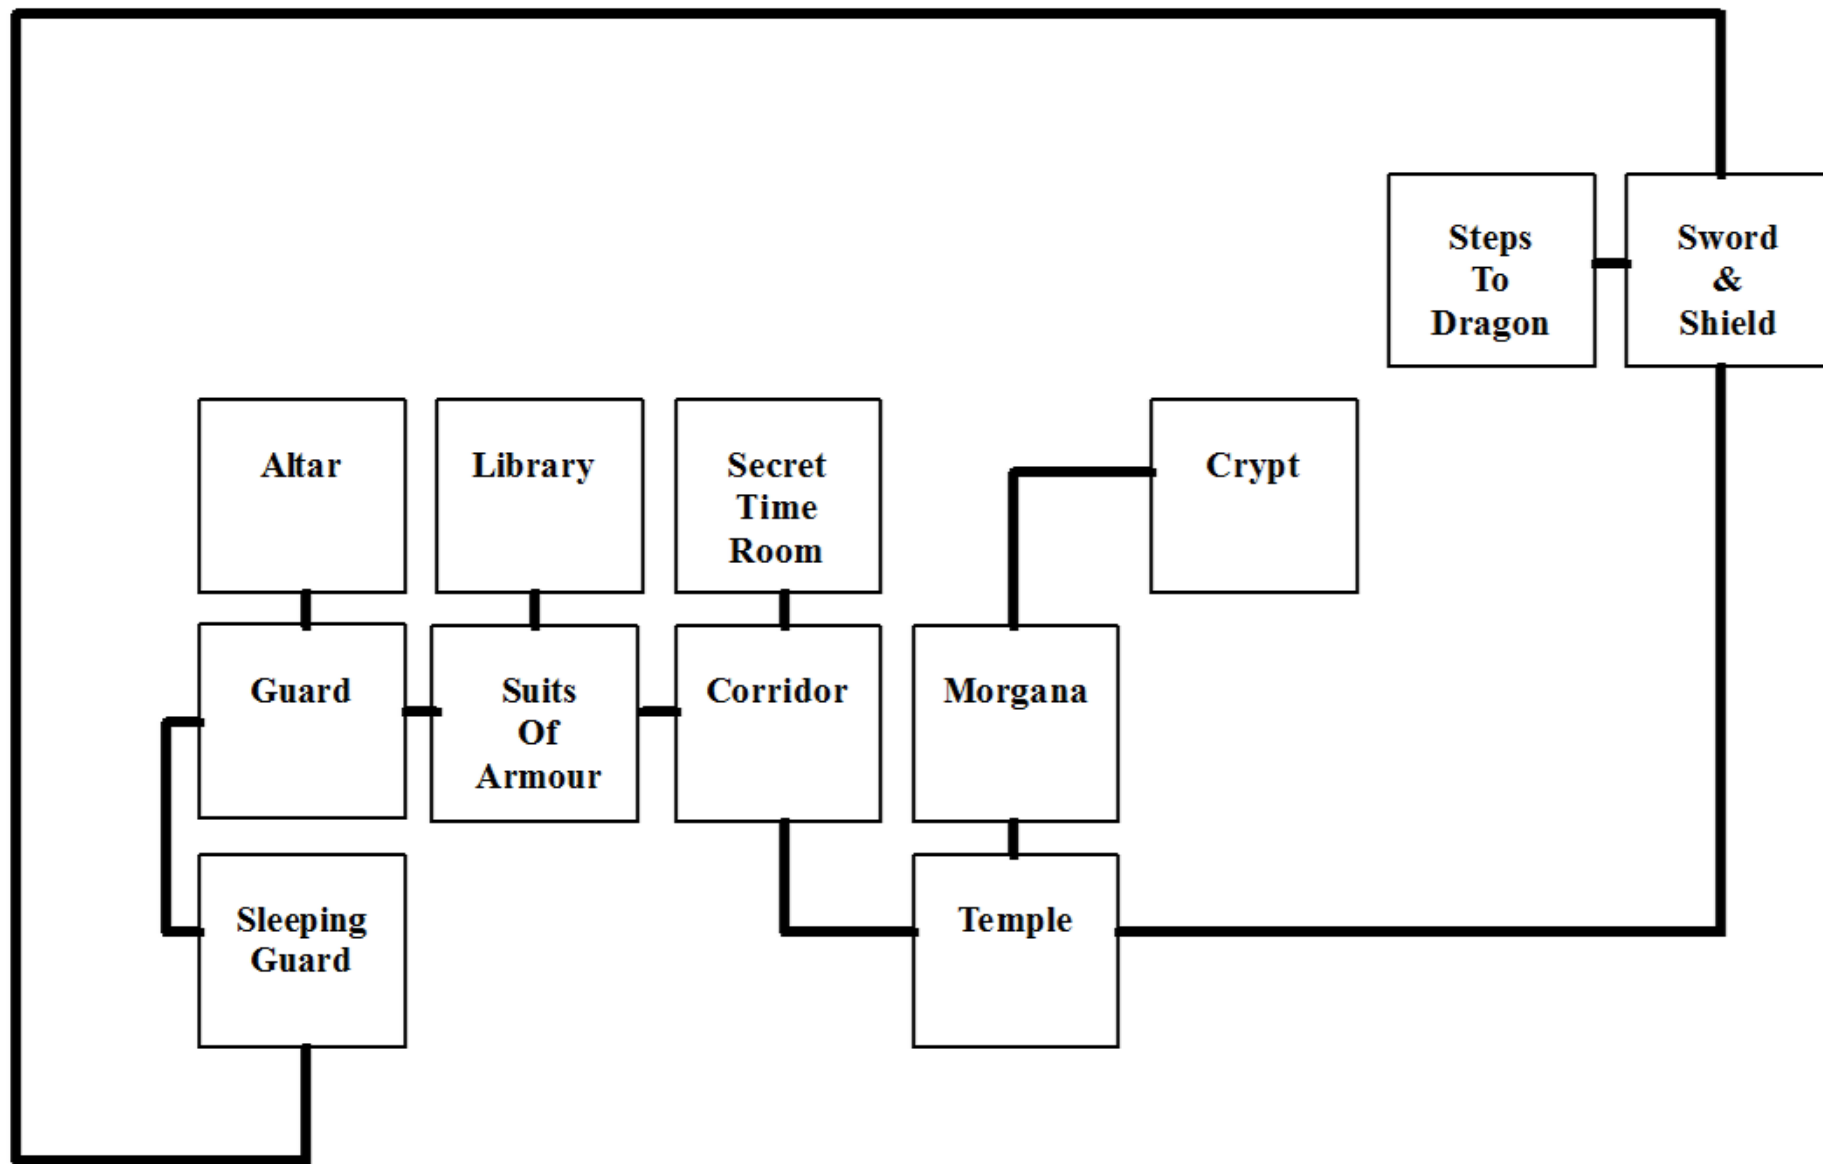 Steps
To
Dragon
Sword
&
Shield
Altar
Library
Secret
Time
Room
Crypt
Guard
Suits
Of
Armour
Corridor
Morgana
Sleeping
Guard
Temple